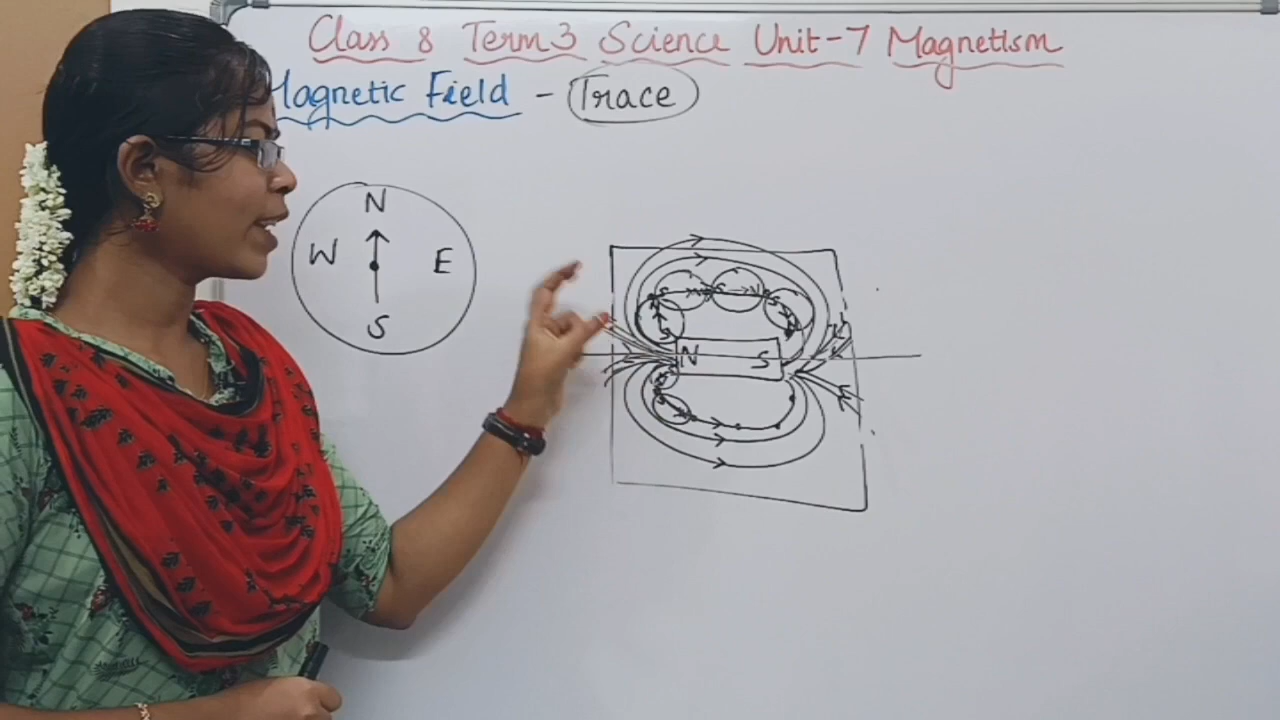 Class 8 Term 3 Science Unit-7 Magnetism
Magnetic Field - Trace
N
W E
S
N S